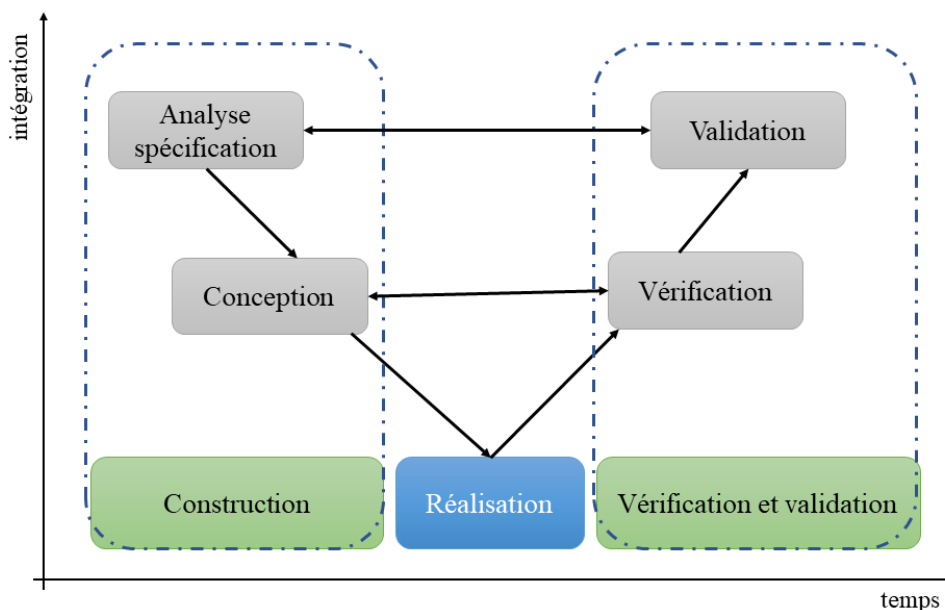 intégration
Analyse
spécification
Validation
Conception
Vérification
Construction
Réalisation
Vérification et validation
temps